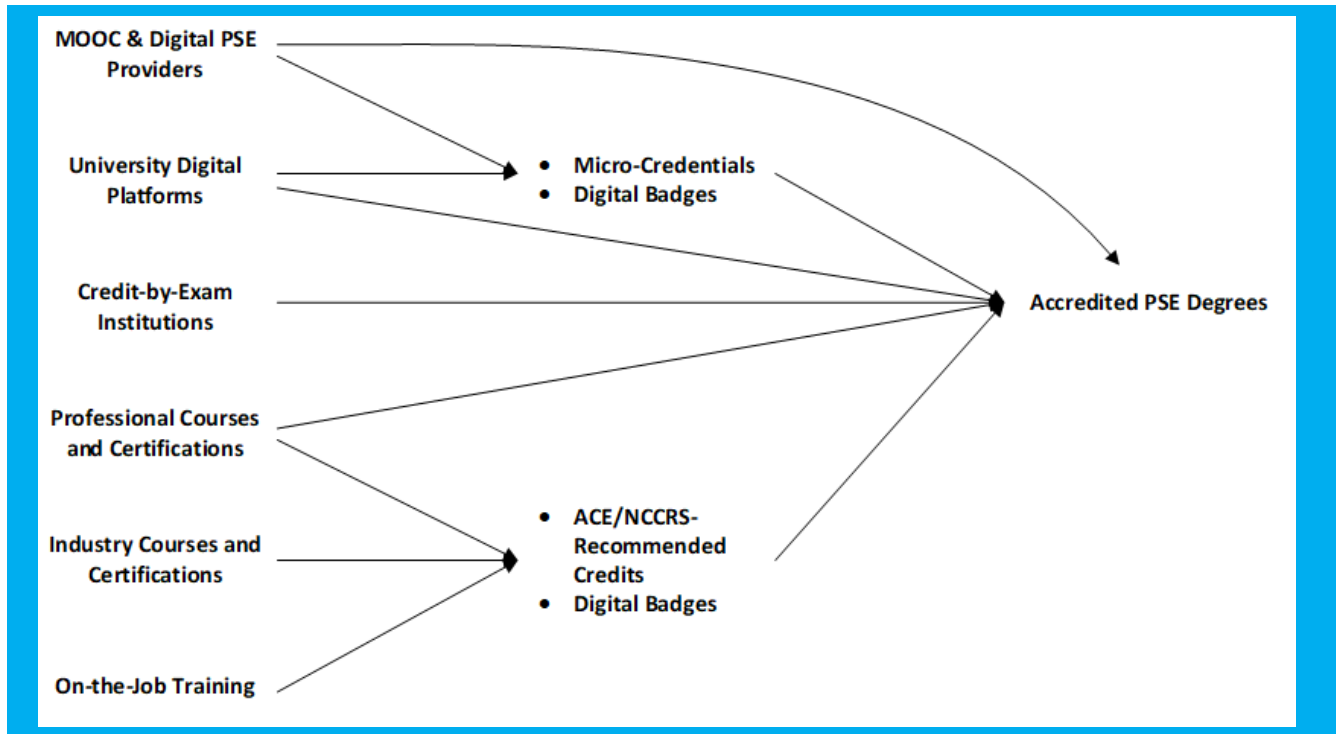 MOOC & Digital PSE
Providers
University Digital
Platforms
• Micro-Credentials
• Digital Badges
Credit-by-Exam
Institutions
Accredited PSE Degrees
Professional Courses
and Certifications
Industry Courses and
Certifications
• ACE/NCCRS-
Recommended
Credits
• Digital Badges
On-the-Job Training